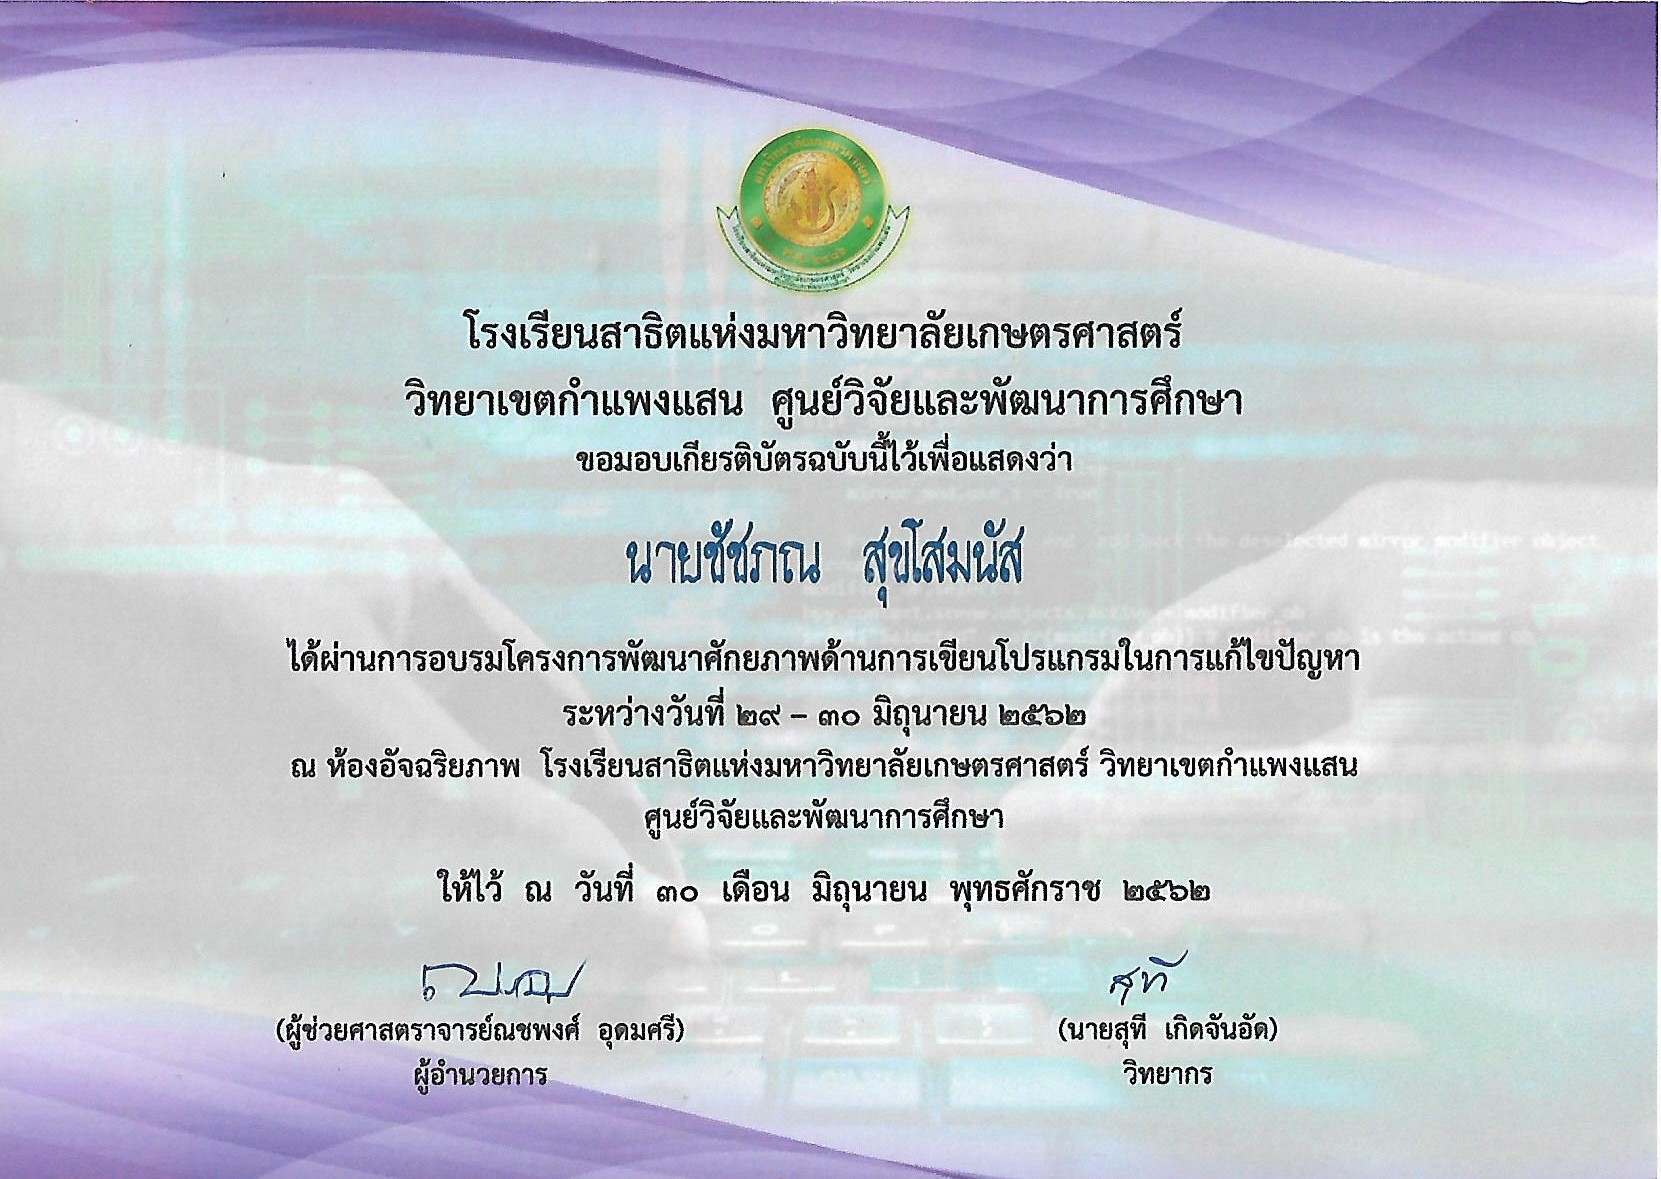 โรงเรียนสาธิตแห่งมหาวิทยาลัยเกษตรศาสตร์
วิทยาเขตกำแพงแสน ศูนย์วิจัยและพัฒนาการศึกษา
ขอมอบเกียรติบัตรฉบับนี้ไว้เพื่อแสดงว่า
นายชัชภณ สุขโสมนัส
ได้ผ่านการอบรมโครงการพัฒนาศักยภาพด้านการเขียนโปรแกรมในการแก้ไขปัญหา
ระหว่างวันที่ ๒๙ – ๓๐ มิถุนายน ๒๕๖๒
ณ ห้องอัจฉริยภาพ โรงเรียนสาธิตแห่งมหาวิทยาลัยเกษตรศาสตร์ วิทยาเขตกำแพงแสน
ศูนย์วิจัยและพัฒนาการศึกษา
ให้ไว้ ณ วันที่ ๓๐ เดือน มิถุนายน พุทธศักราช ๒๕๖๒
สุที
(ผู้ช่วยศาสตราจารย์ณชพงศ์ อุดมศรี)
(นายสุที เกิดจันอัด)
ผู้อำนวยการ
วิทยากร